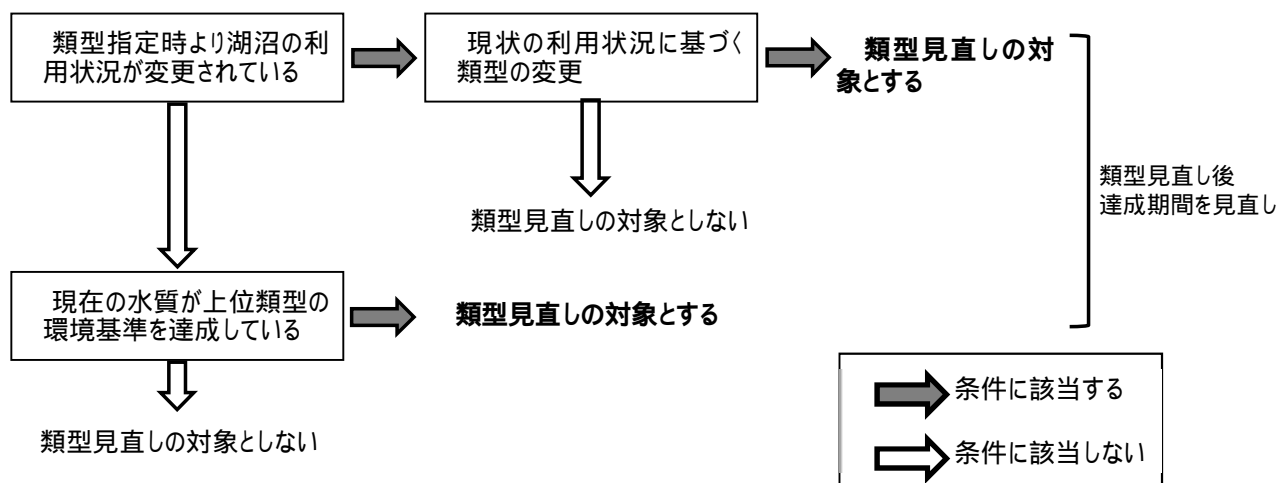 類型指定時より湖沼の利
用状況が変更されている
現状の利用状況に基づく
類型の変更
類型見直しの対
象とする
類型見直しの対象としない
類型見直し後
達成期間を見直し
現在の水質が上位類型の
環境基準を達成している
類型見直しの対象とする
類型見直しの対象としない
条件に該当する
条件に該当しない